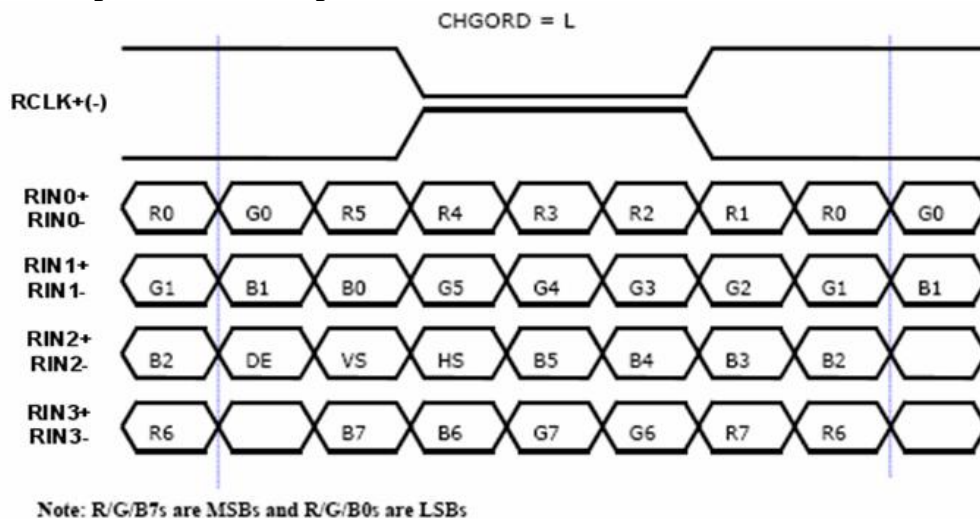 CHGORD = L
RCLK+(-)
RIN0+
RIN0-
R0 G0 R5 R4 R3 R2 R1 R0 G0
RIN1+
RIN1-
G1 B1 B0 G5 G4 G3 G2 G1 B1
RIN2+
RIN2-
B2 DE VS HS B5 B4 B3 B2
RIN3+
RIN3-
R6 B7 B6 G7 G6 R7 R6
Note: R/G/B7s are MSBs and R/G/B0s are LSBs